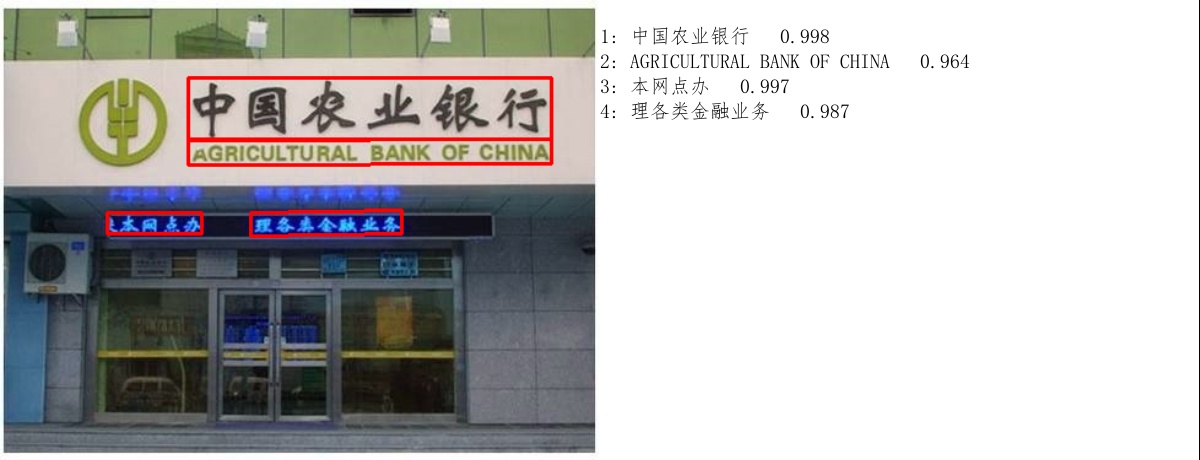 中国农业银行
AGRICULTURAL BANK OF CHINA
本网点办 理各类金融业务
1: 中国农业银行 0.998
2: AGRICULTURAL BANK OF CHINA 0.964
3: 本网点办 0.997
4: 理各类金融业务 0.987